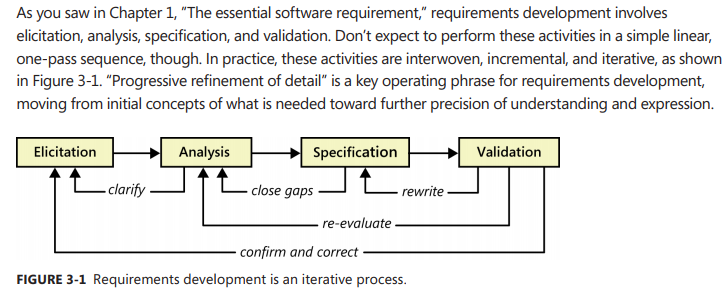 As you saw in Chapter 1, “The essential software requirement,” requirements development involves
elicitation, analysis, specification, and validation. Don’t expect to perform these activities in a simple linear,
one-pass sequence, though. In practice, these activities are interwoven, incremental, and iterative, as shown
in Figure 3-1. “Progressive refinement of detail” is a key operating phrase for requirements development,
moving from initial concepts of what is needed toward further precision of understanding and expression.
Elicitation
Analysis
Specification
Validation
clarify
close gaps
rewrite
re-evaluate
confirm and correct
FIGURE 3-1 Requirements development is an iterative process.